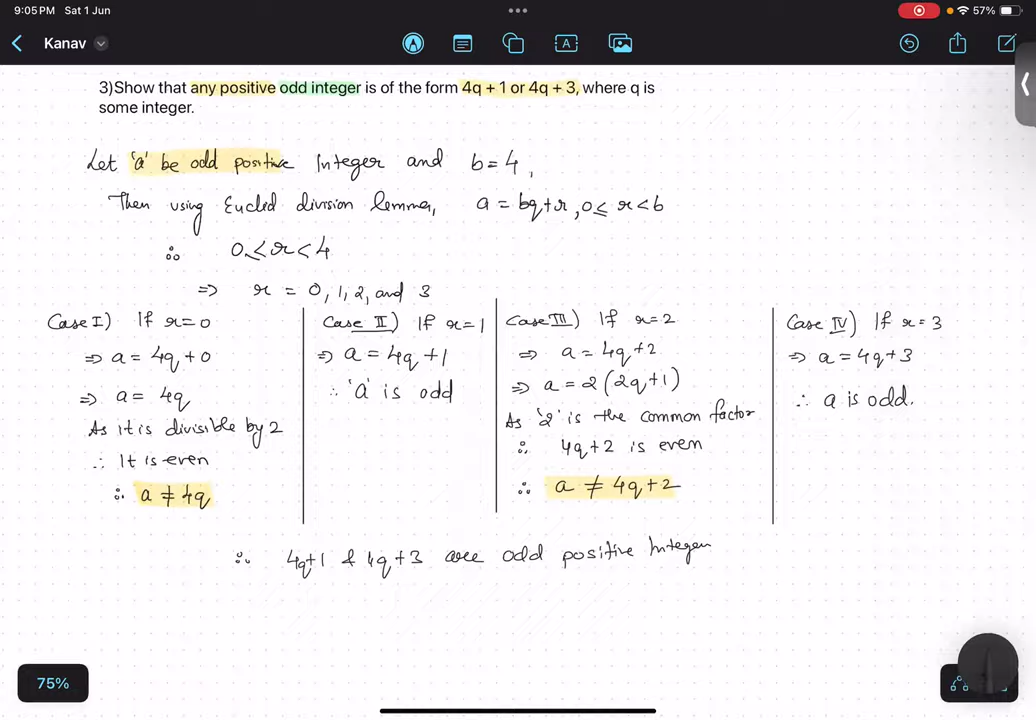 9:05 PM Sat 1 Jun
57%
Kanav
3)Show that any positive odd integer is of the form 4q + 1 or 4q + 3, where q is
some integer.
Let 'a' be odd positive Integer and b = 4,
Then using Euclid division lemma, a = bq + r, 0 ≤ r < b
∴ 0 ≤ r < 4
⇒ r = 0, 1, 2, and 3
Case I) If r = 0
⇒ a = 4q + 0
⇒ a = 4q
As it is divisible by 2
∴ It is even
∴ a ≠ 4q
Case II) If r = 1
⇒ a = 4q + 1
∴ 'a' is odd
Case III) If r = 2
⇒ a = 4q + 2
⇒ a = 2(2q+1)
As '2' is the common factor
∴ 4q + 2 is even
∴ a ≠ 4q + 2
Case IV) If r = 3
⇒ a = 4q + 3
∴ a is odd.
∴ 4q+1 & 4q+3 are odd positive Integer
75%